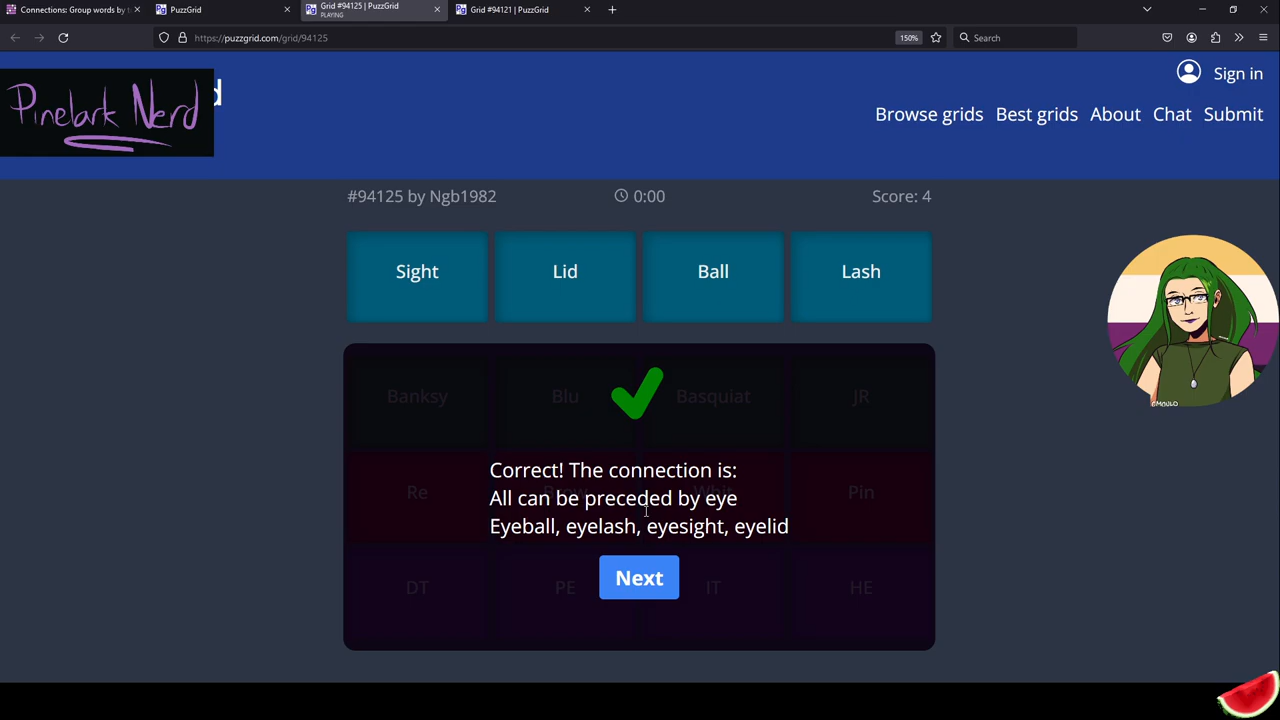 Connections: Group words by
PuzzGrid
Grid #94125 | PuzzGrid
PLAYING
Grid #94121 | PuzzGrid
https://puzzgrid.com/grid/94125
150%
Search
Pinelark Nerd
d
Sign in
Browse grids Best grids About Chat Submit
#94125 by Ngb1982 0:00 Score: 4
Sight Lid Ball Lash
Banksy Blu Basquiat JR
Correct! The connection is:
Re Pin
All can be preceded by eye
Eyeball, eyelash, eyesight, eyelid
Next
DT PE IT HE